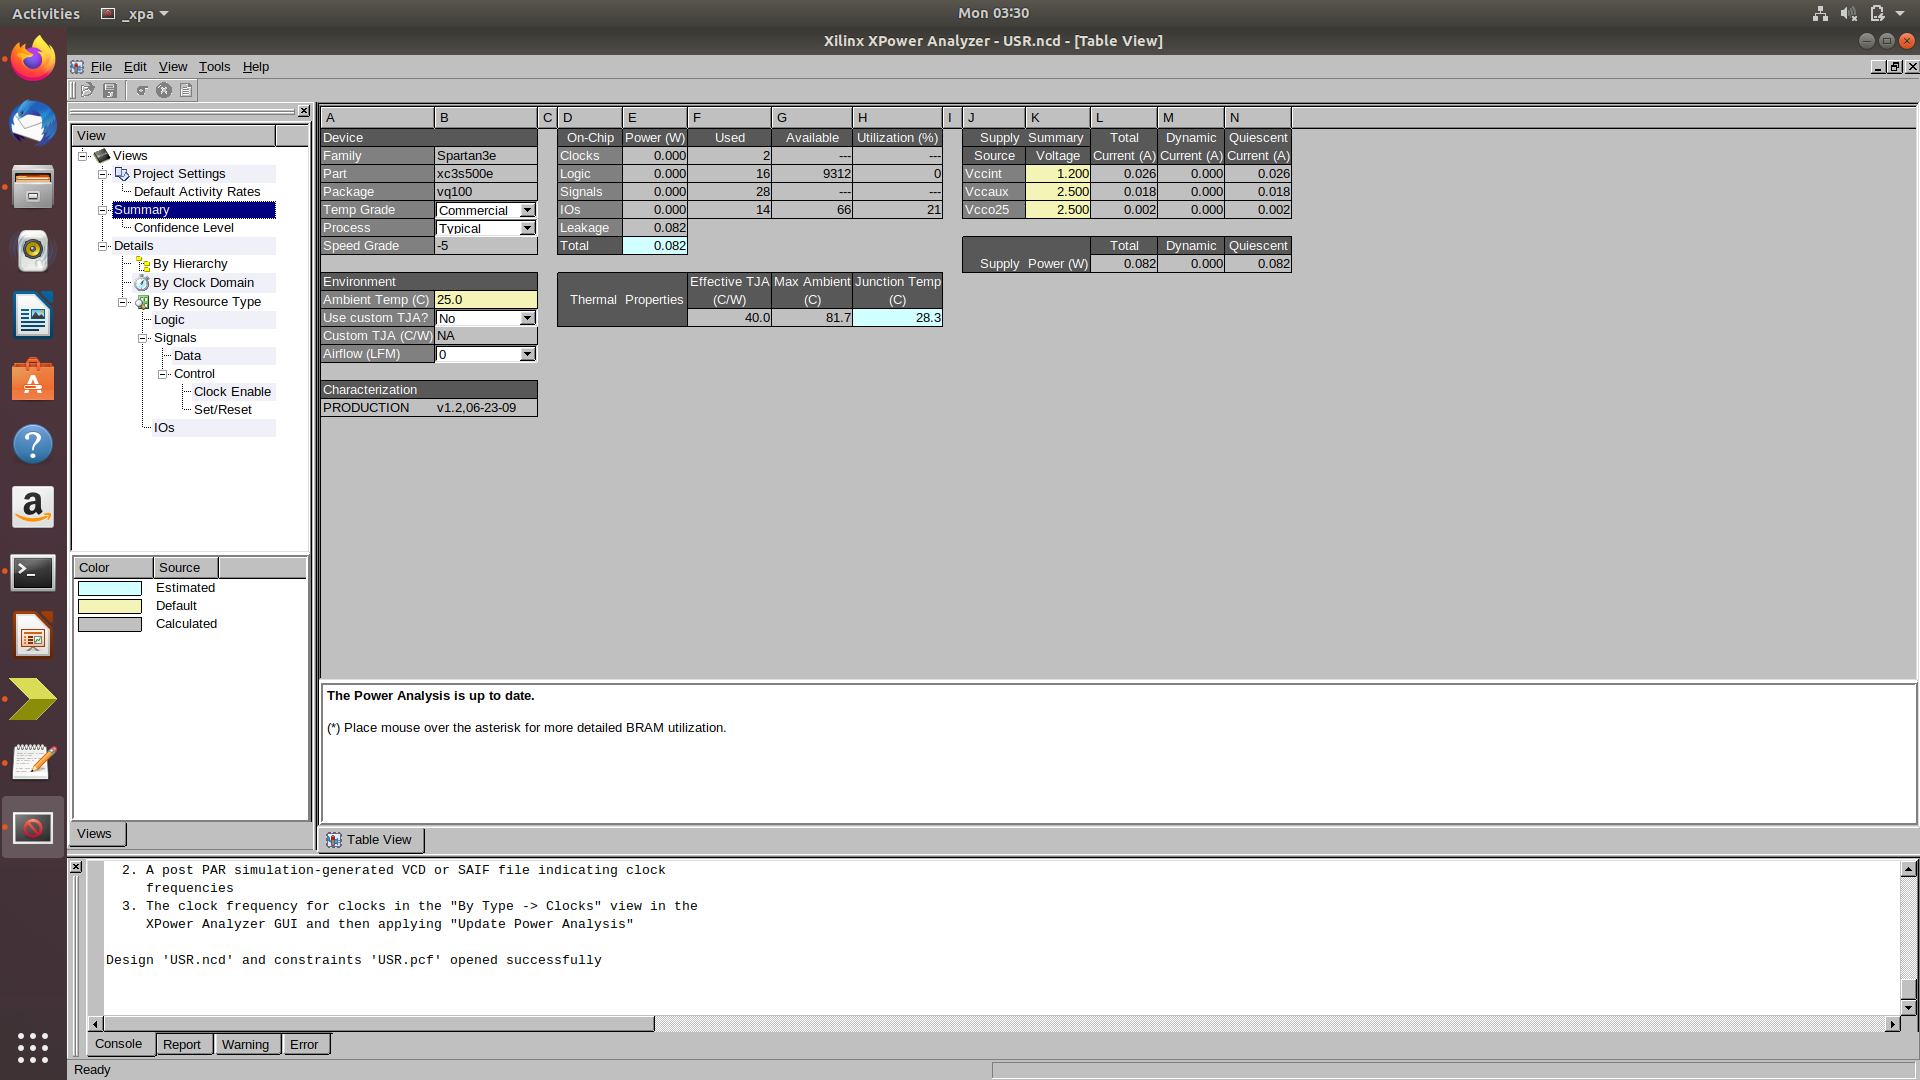 Activities _xpa Mon 03:30
Xilinx XPower Analyzer - USR.ncd - [Table View]
File Edit View Tools Help
View
Views
Project Settings
Default Activity Rates
Summary
Confidence Level
Details
By Hierarchy
By Clock Domain
By Resource Type
Logic
Signals
Data
Control
Clock Enable
Set/Reset
IOs
Color Source
Estimated
Default
Calculated
Views
A B C D E F G H I J K L M N
Device
Family Spartan3e
Part xc3s500e
Package vq100
Temp Grade Commercial
Process Typical
Speed Grade -5
Environment
Ambient Temp (C) 25.0
Use custom TJA? No
Custom TJA (C/W) NA
Airflow (LFM) 0
Characterization
PRODUCTION v1.2,06-23-09
On-Chip Power (W) Used Available Utilization (%)
Clocks 0.000 2 --- ---
Logic 0.000 16 9312 0
Signals 0.000 28 --- ---
IOs 0.000 14 66 21
Leakage 0.082
Total 0.082
Effective TJA Max Ambient Junction Temp
Thermal Properties (C/W) (C) (C)
40.0 81.7 28.3
Supply Summary Total Dynamic Quiescent
Source Voltage Current (A) Current (A) Current (A)
Vccint 1.200 0.026 0.000 0.026
Vccaux 2.500 0.018 0.000 0.018
Vcco25 2.500 0.002 0.000 0.002
Total Dynamic Quiescent
Supply Power (W) 0.082 0.000 0.082
The Power Analysis is up to date.
(*) Place mouse over the asterisk for more detailed BRAM utilization.
Table View
2. A post PAR simulation-generated VCD or SAIF file indicating clock
frequencies
3. The clock frequency for clocks in the "By Type -> Clocks" view in the
XPower Analyzer GUI and then applying "Update Power Analysis"
Design 'USR.ncd' and constraints 'USR.pcf' opened successfully
Console Report Warning Error
Ready